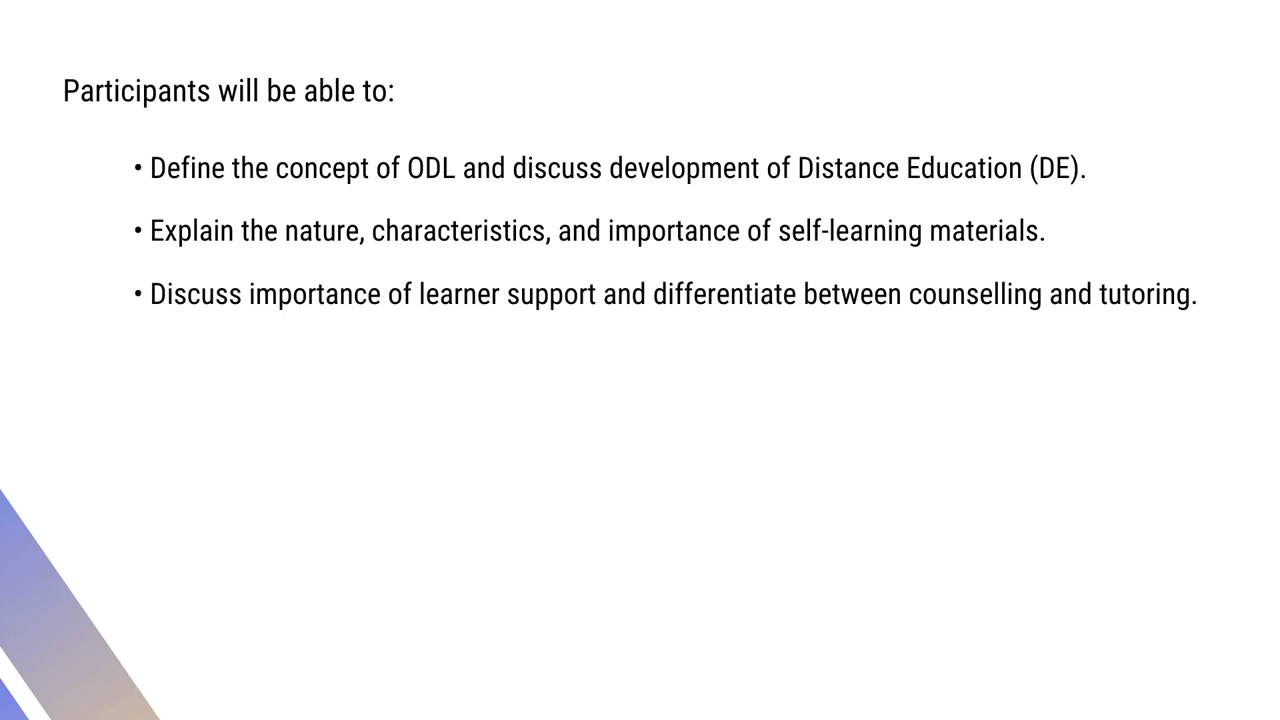 Participants will be able to:
• Define the concept of ODL and discuss development of Distance Education (DE).
• Explain the nature, characteristics, and importance of self-learning materials.
• Discuss importance of learner support and differentiate between counselling and tutoring.